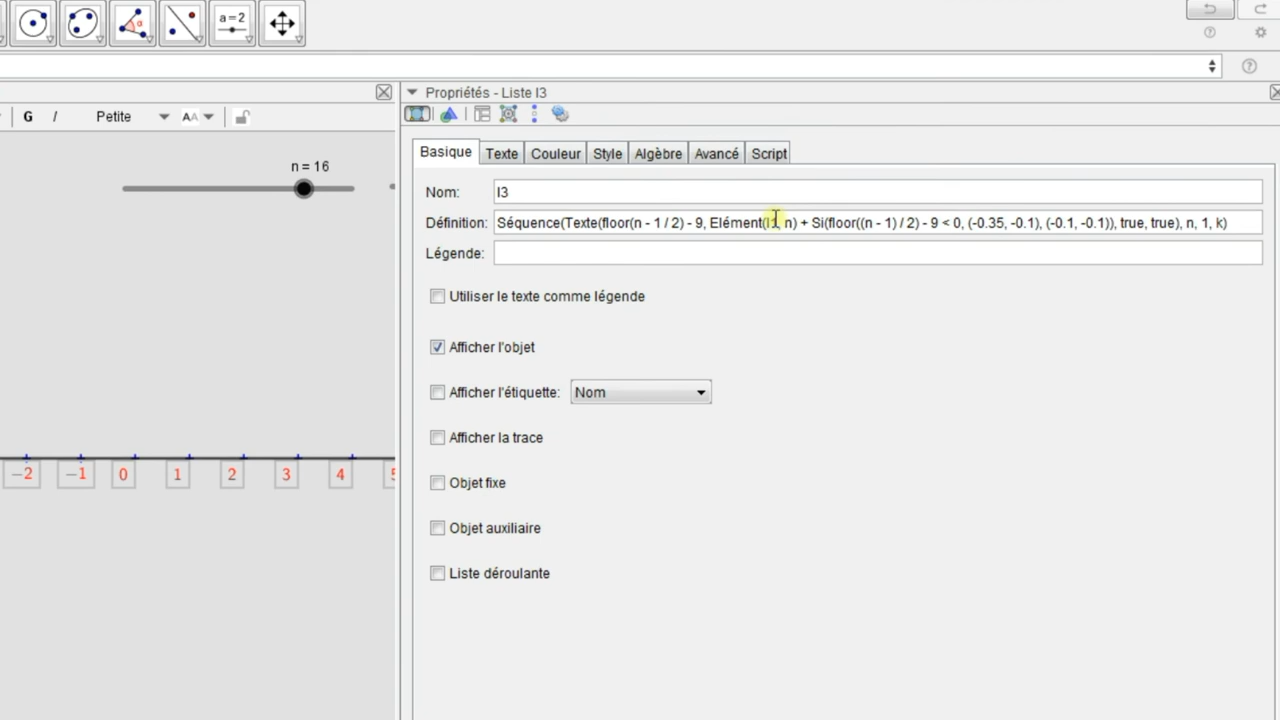 α
a=2
G I Petite AA
n = 16
-2 -1 0 1 2 3 4 5
Propriétés - Liste l3
Basique Texte Couleur Style Algèbre Avancé Script
Nom: l3
Définition: Séquence(Texte(floor(n - 1 / 2) - 9, Elément(l1, n) + Si(floor((n - 1) / 2) - 9 < 0, (-0.35, -0.1), (-0.1, -0.1)), true, true), n, 1, k)
Légende:
Utiliser le texte comme légende
Afficher l'objet
Afficher l'étiquette: Nom
Afficher la trace
Objet fixe
Objet auxiliaire
Liste déroulante